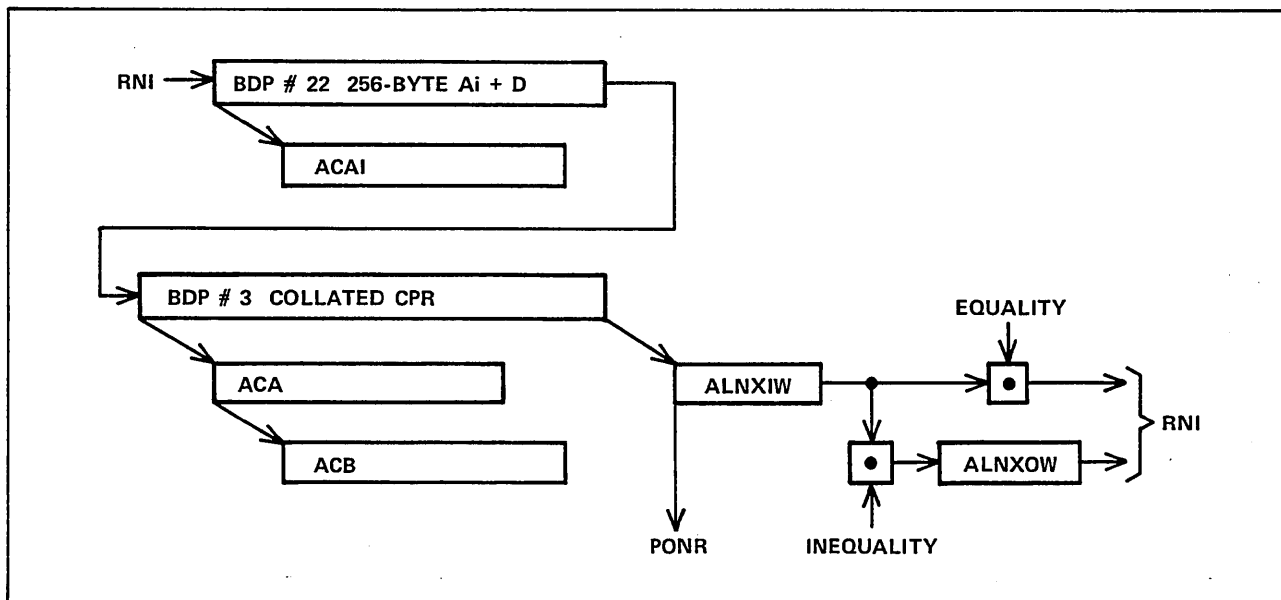 RNI
BDP # 22 256-BYTE Ai + D
ACAI
BDP # 3 COLLATED CPR
EQUALITY
ACA
ALNXIW
RNI
ACB
ALNXOW
PONR
INEQUALITY